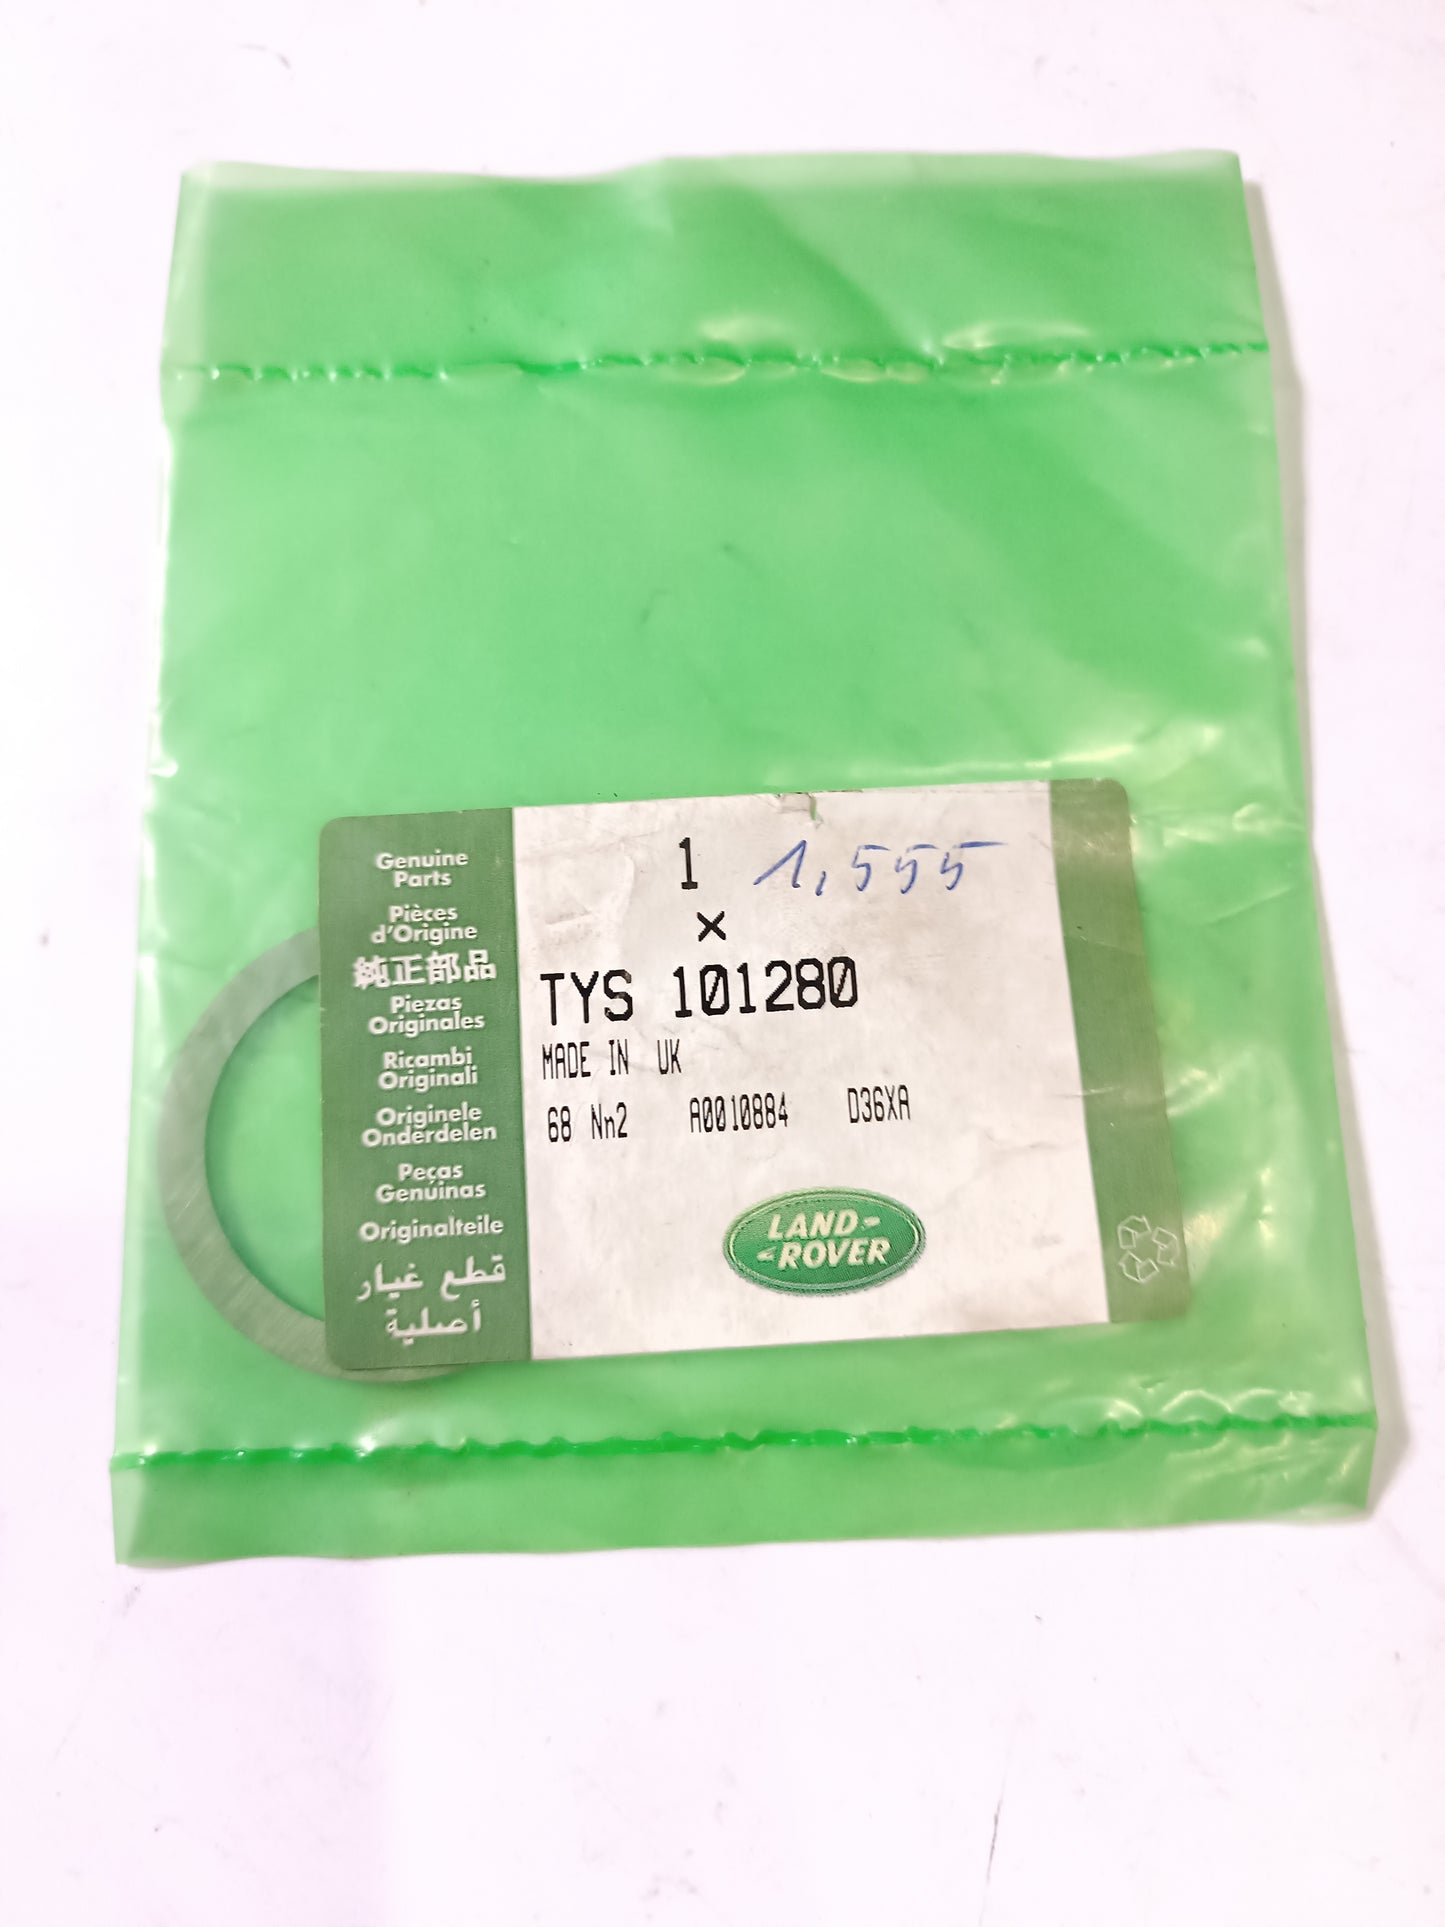 Genuine
Parts
Pièces
d'Origine
純正部品
Piezas
Originales
Ricambi
Originali
Originele
Onderdelen
Peças
Genúinas
Originalteile
قطع غيار
أصلية
1 1,555
x
TYS 101280
MADE IN UK
68 Nn2 A0010884 D36XA
LAND-
-ROVER